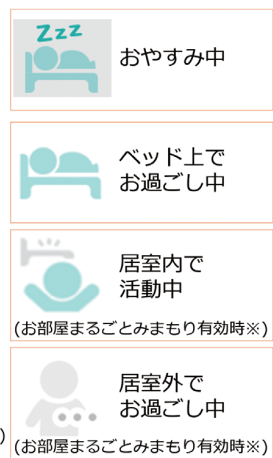 Zzz
おやすみ中
ベッド上で
お過ごし中
居室内で
活動中
(お部屋まるごとみまもり有効時※)
居室外で
お過ごし中
)
(お部屋まるごとみまもり有効時※)